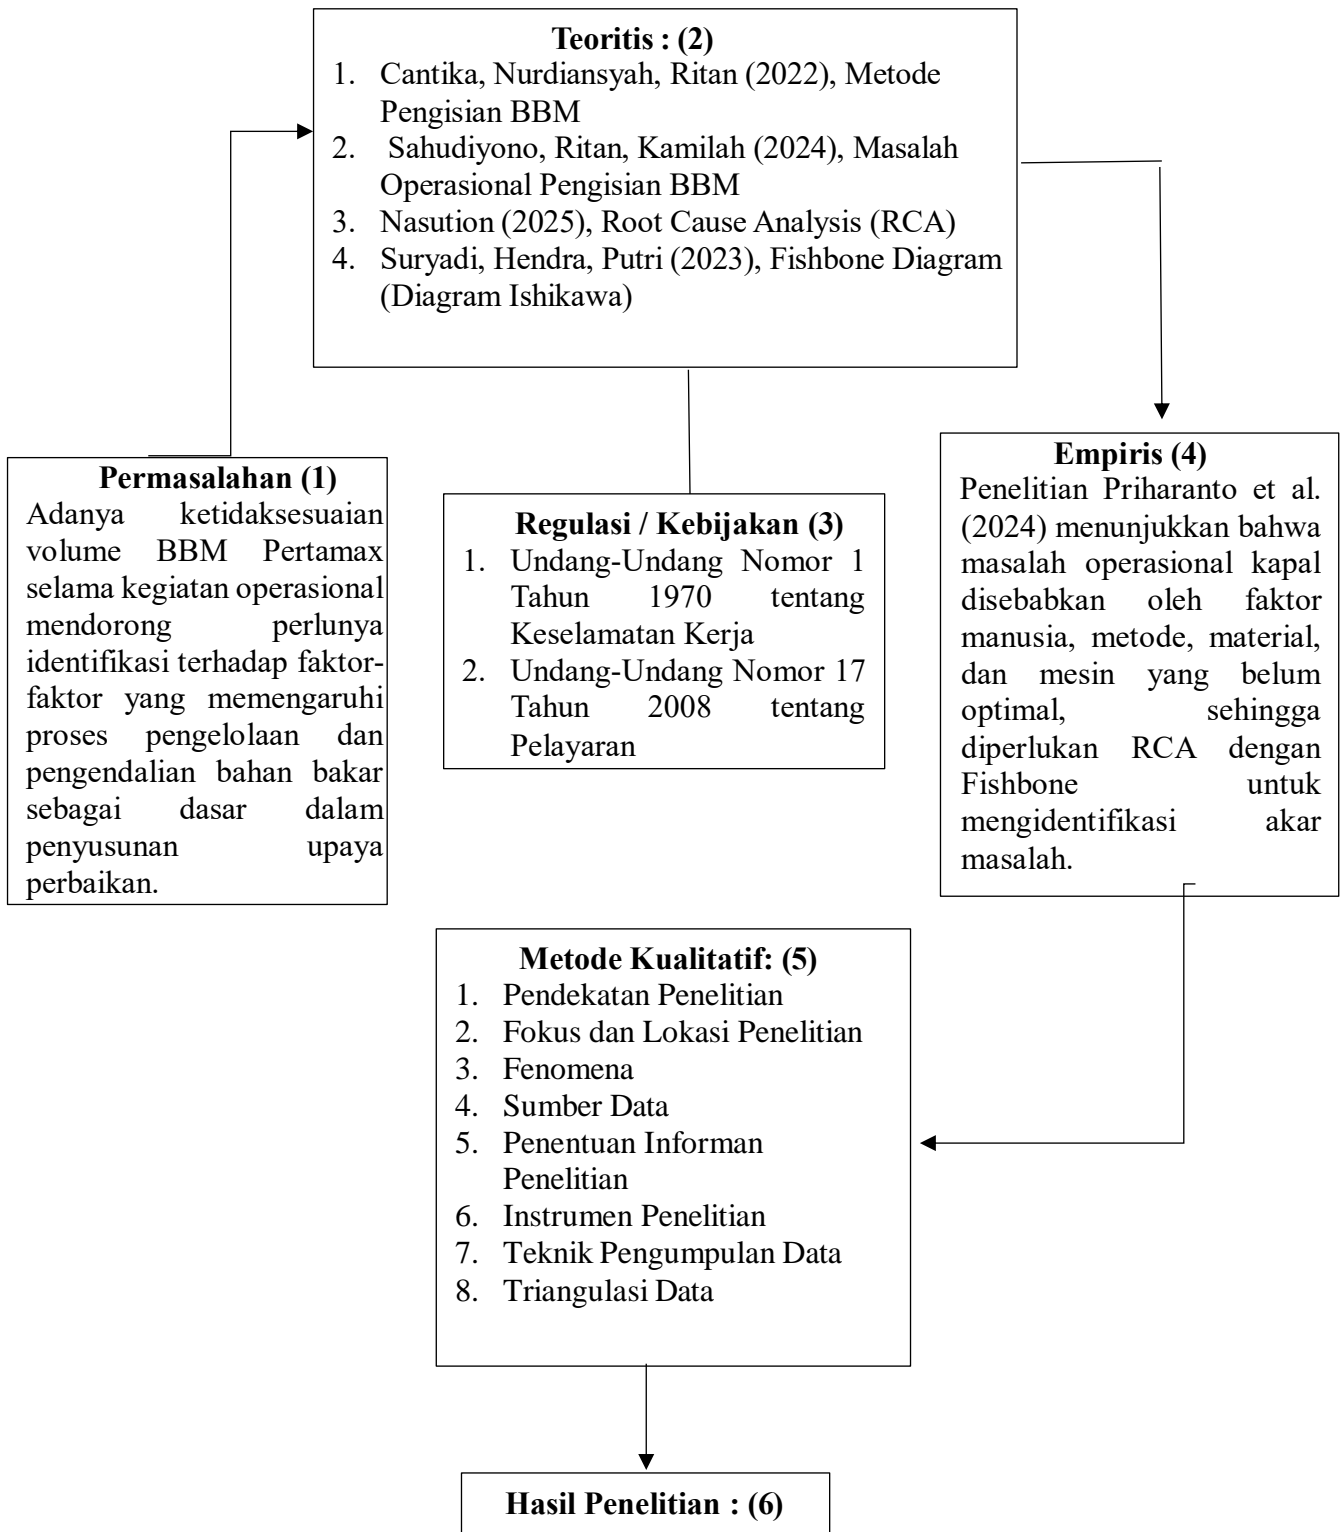 Teoritis : (2)
1. Cantika, Nurdiansyah, Ritan (2022), Metode
Pengisian BBM
2. Sahudiyono, Ritan, Kamilah (2024), Masalah
Operasional Pengisian BBM
3. Nasution (2025), Root Cause Analysis (RCA)
4. Suryadi, Hendra, Putri (2023), Fishbone Diagram
(Diagram Ishikawa)
Permasalahan (1)
Adanya ketidaksesuaian
volume BBM Pertamax
selama kegiatan operasional
mendorong perlunya
identifikasi terhadap faktor-
faktor yang memengaruhi
proses pengelolaan dan
pengendalian bahan bakar
sebagai dasar dalam
penyusunan upaya
perbaikan.
Regulasi / Kebijakan (3)
1. Undang-Undang Nomor 1
Tahun 1970 tentang
Keselamatan Kerja
2. Undang-Undang Nomor 17
Tahun 2008 tentang
Pelayaran
Empiris (4)
Penelitian Priharanto et al.
(2024) menunjukkan bahwa
masalah operasional kapal
disebabkan oleh faktor
manusia, metode, material,
dan mesin yang belum
optimal, sehingga
diperlukan RCA dengan
Fishbone untuk
mengidentifikasi akar
masalah.
Metode Kualitatif: (5)
1. Pendekatan Penelitian
2. Fokus dan Lokasi Penelitian
3. Fenomena
4. Sumber Data
5. Penentuan Informan
Penelitian
6. Instrumen Penelitian
7. Teknik Pengumpulan Data
8. Triangulasi Data
Hasil Penelitian : (6)